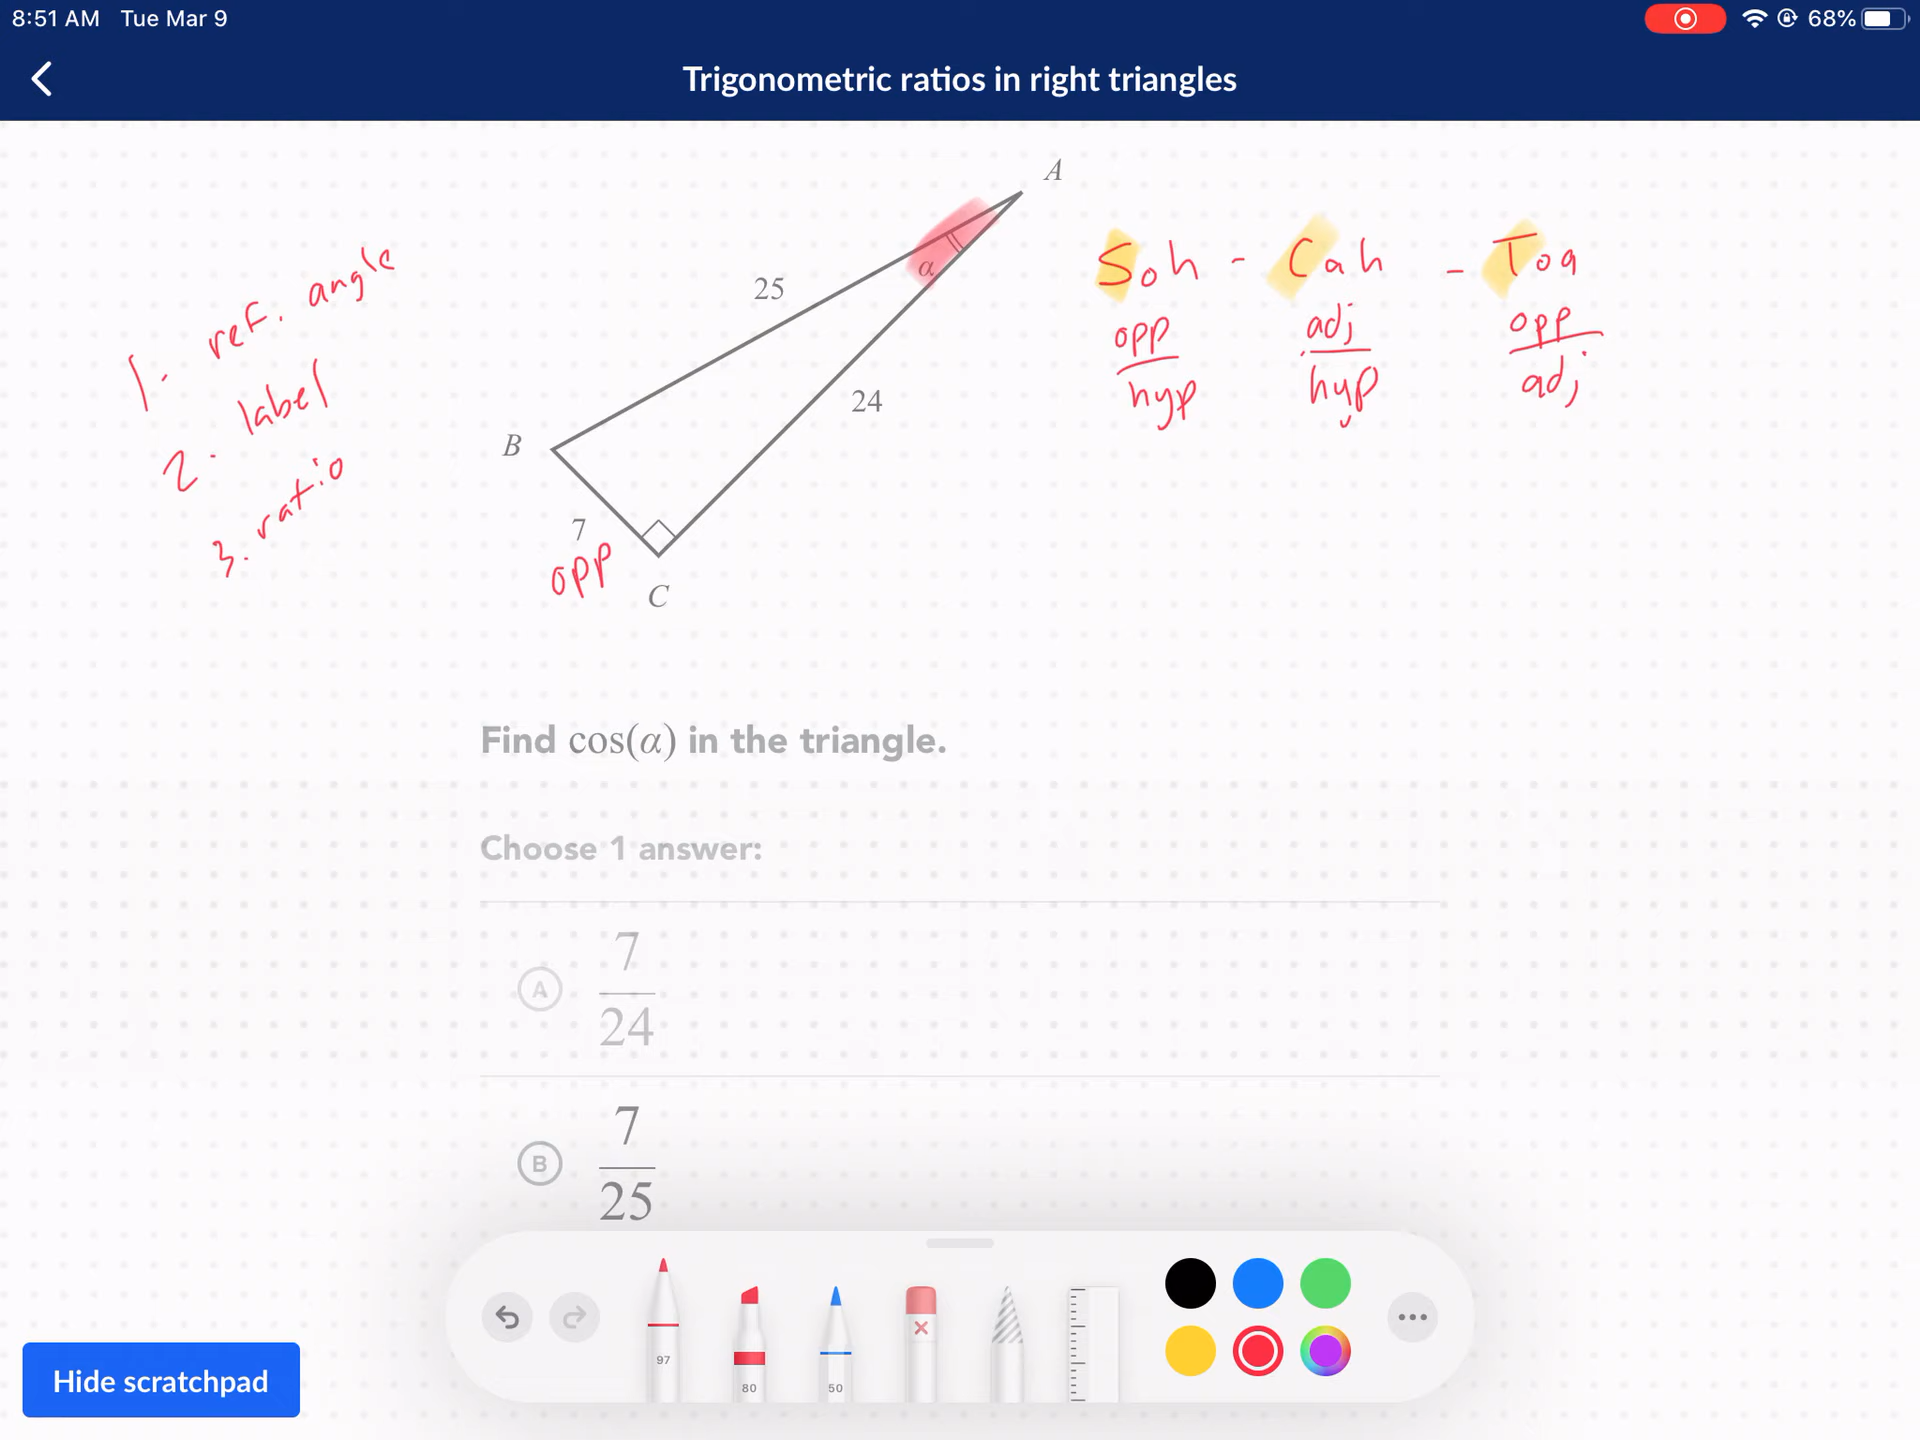 8:51 AM Tue Mar 9
68%
Trigonometric ratios in right triangles
A
α
25
24
B
7
C
opp
1. ref. angle
2. label
3. ratio
Soh - Cah - Toa
opp adj opp
hyp hyp adj
Find cos(α) in the triangle.
Choose 1 answer:
A
7
24
B
7
25
97
80
50
Hide scratchpad